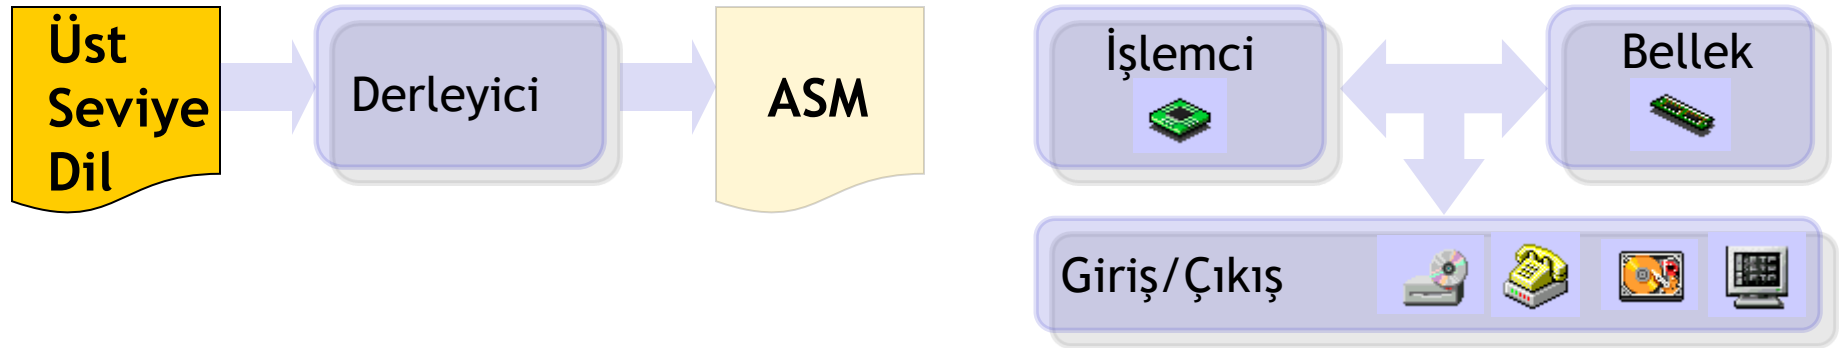 Üst
Seviye
Dil
Derleyici
ASM
İşlemci
Bellek
Giriş/Çıkış